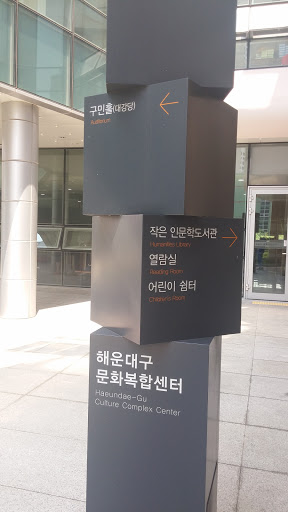 구민홀(대강당)
Auditorium
작은 인문학도서관
Humanities Library
열람실
Reading Room
어린이 쉼터
Children's Room
해운대구
문화복합센터
Haeundae-Gu
Culture Complex Center